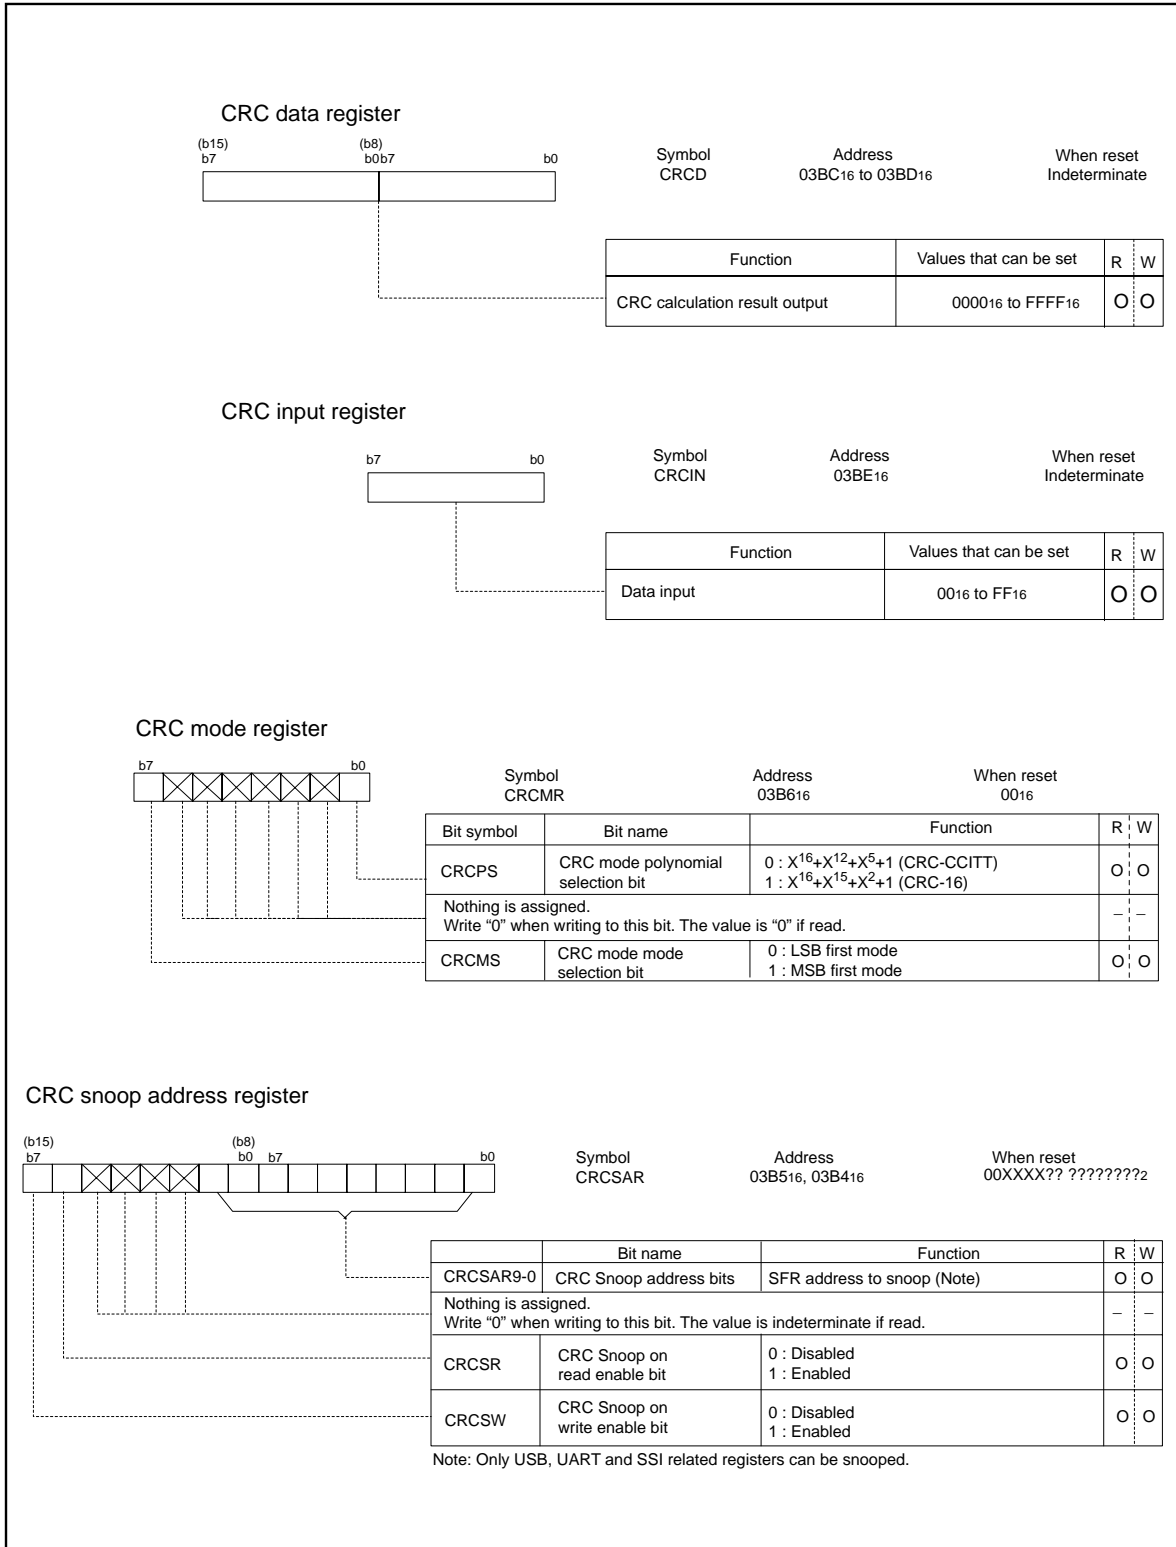 CRC data register
(b15) (b8)
b7 b0 b7 b0
Symbol Address When reset
CRCD 03BC16 to 03BD16 Indeterminate
Function Values that can be set R W
CRC calculation result output 000016 to FFFF16 O O
CRC input register
b7 b0
Symbol Address When reset
CRCIN 03BE16 Indeterminate
Function Values that can be set R W
Data input 0016 to FF16 O O
CRC mode register
b7 b0
Symbol Address When reset
CRCMR 03B616 0016
Bit symbol Bit name Function R W
CRCPS CRC mode polynomial 0 : X16+X12+X5+1 (CRC-CCITT) O O
selection bit 1 : X16+X15+X2+1 (CRC-16)
Nothing is assigned.
Write “0” when writing to this bit. The value is “0” if read. – –
CRCMS CRC mode mode 0 : LSB first mode O O
selection bit 1 : MSB first mode
CRC snoop address register
(b15) (b8)
b7 b0 b7 b0
Symbol Address When reset
CRCSAR 03B516, 03B416 00XXXX?? ????????2
Bit name Function R W
CRCSAR9-0 CRC Snoop address bits SFR address to snoop (Note) O O
Nothing is assigned.
Write “0” when writing to this bit. The value is indeterminate if read. – –
CRCSR CRC Snoop on 0 : Disabled O O
read enable bit 1 : Enabled
CRCSW CRC Snoop on 0 : Disabled O O
write enable bit 1 : Enabled
Note: Only USB, UART and SSI related registers can be snooped.